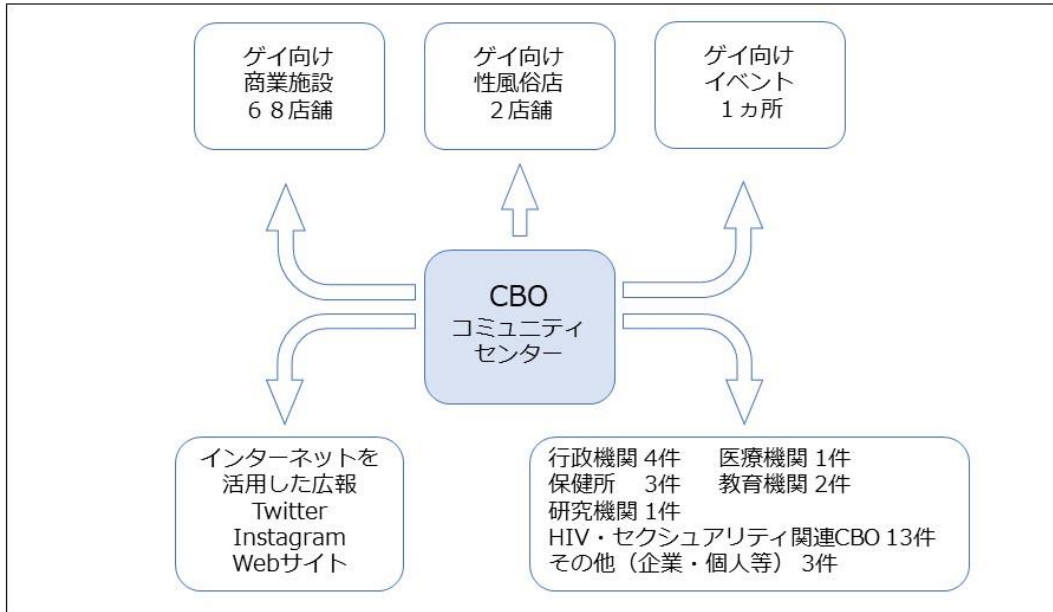 ゲイ向け
商業施設
６８店舗
ゲイ向け
性風俗店
２店舗
ゲイ向け
イベント
１ヵ所
CBO
コミュニティ
センター
インターネットを
活用した広報
Twitter
Instagram
Webサイト
行政機関 4件　医療機関 1件
保健所　3件　教育機関 2件
研究機関 1件
HIV・セクシュアリティ関連CBO 13件
その他（企業・個人等） 3件